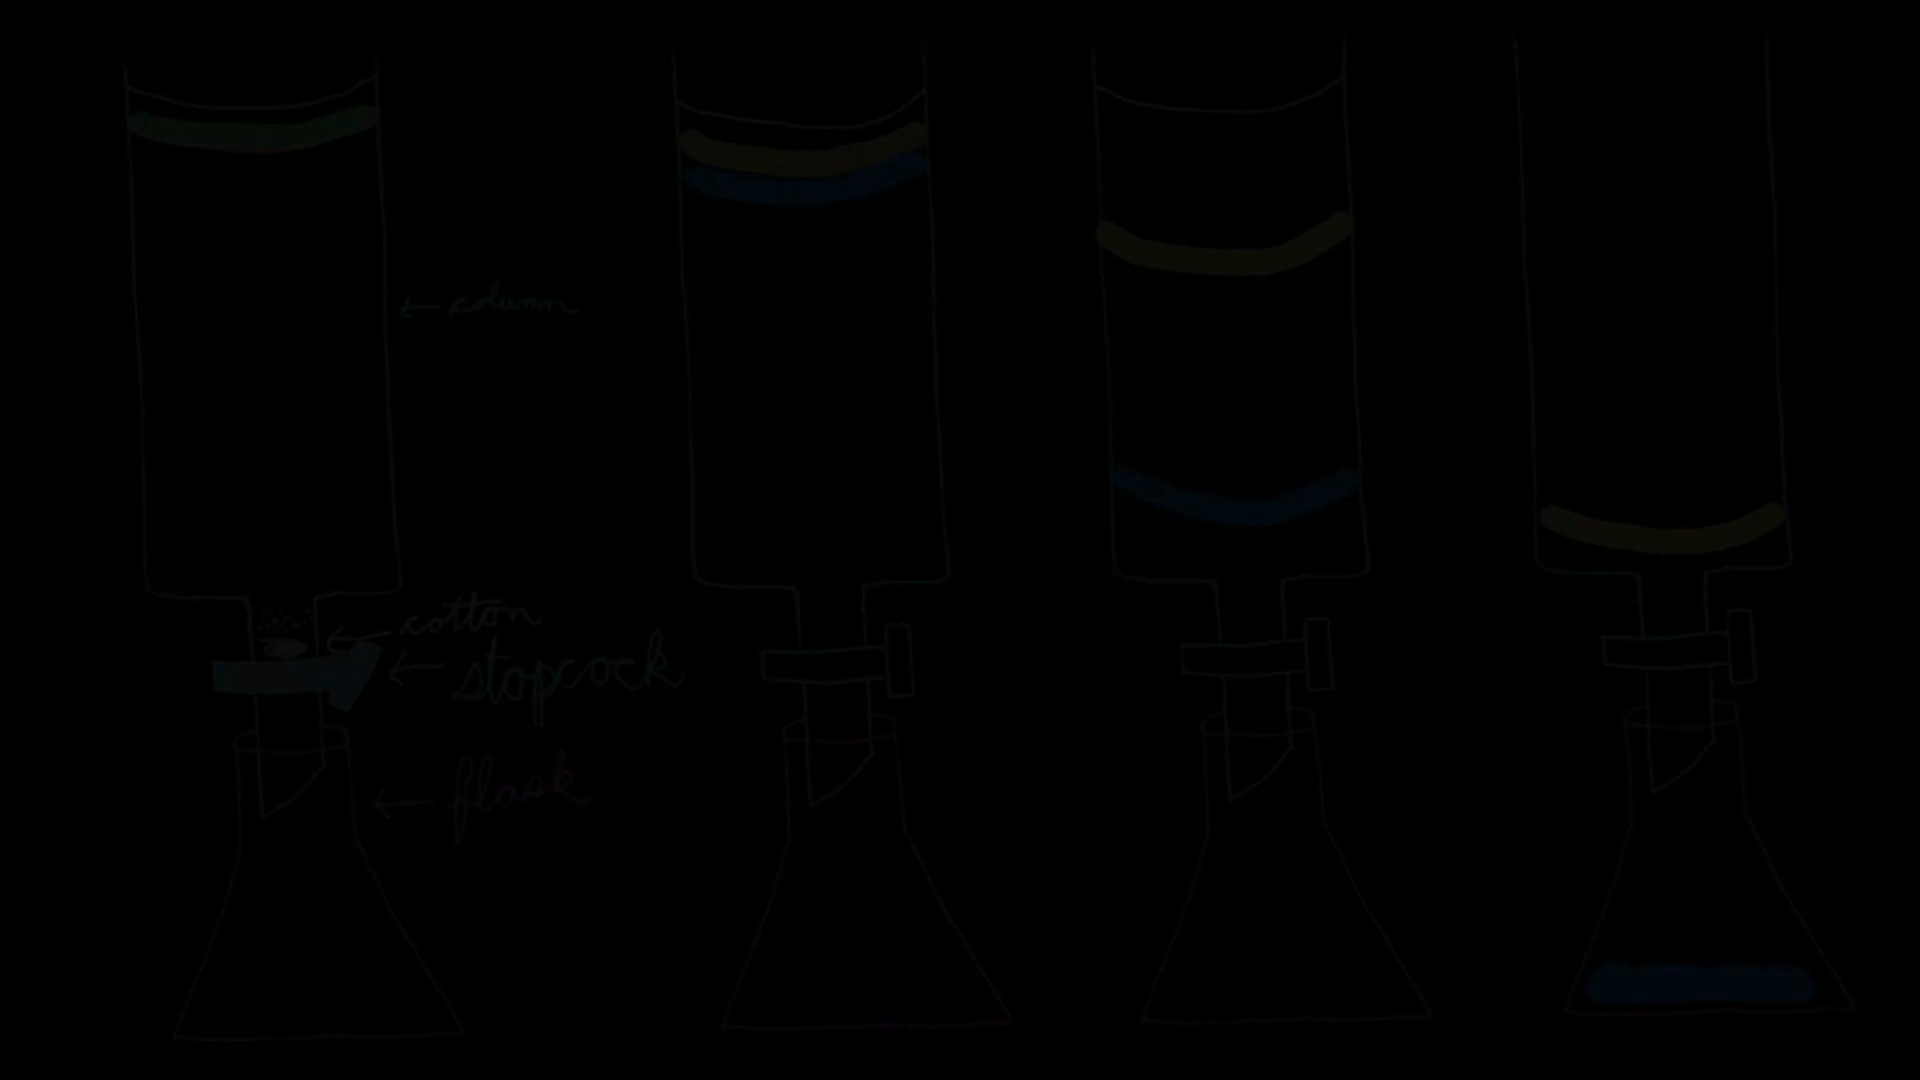 ← column
← cotton
← stopcock
← flask